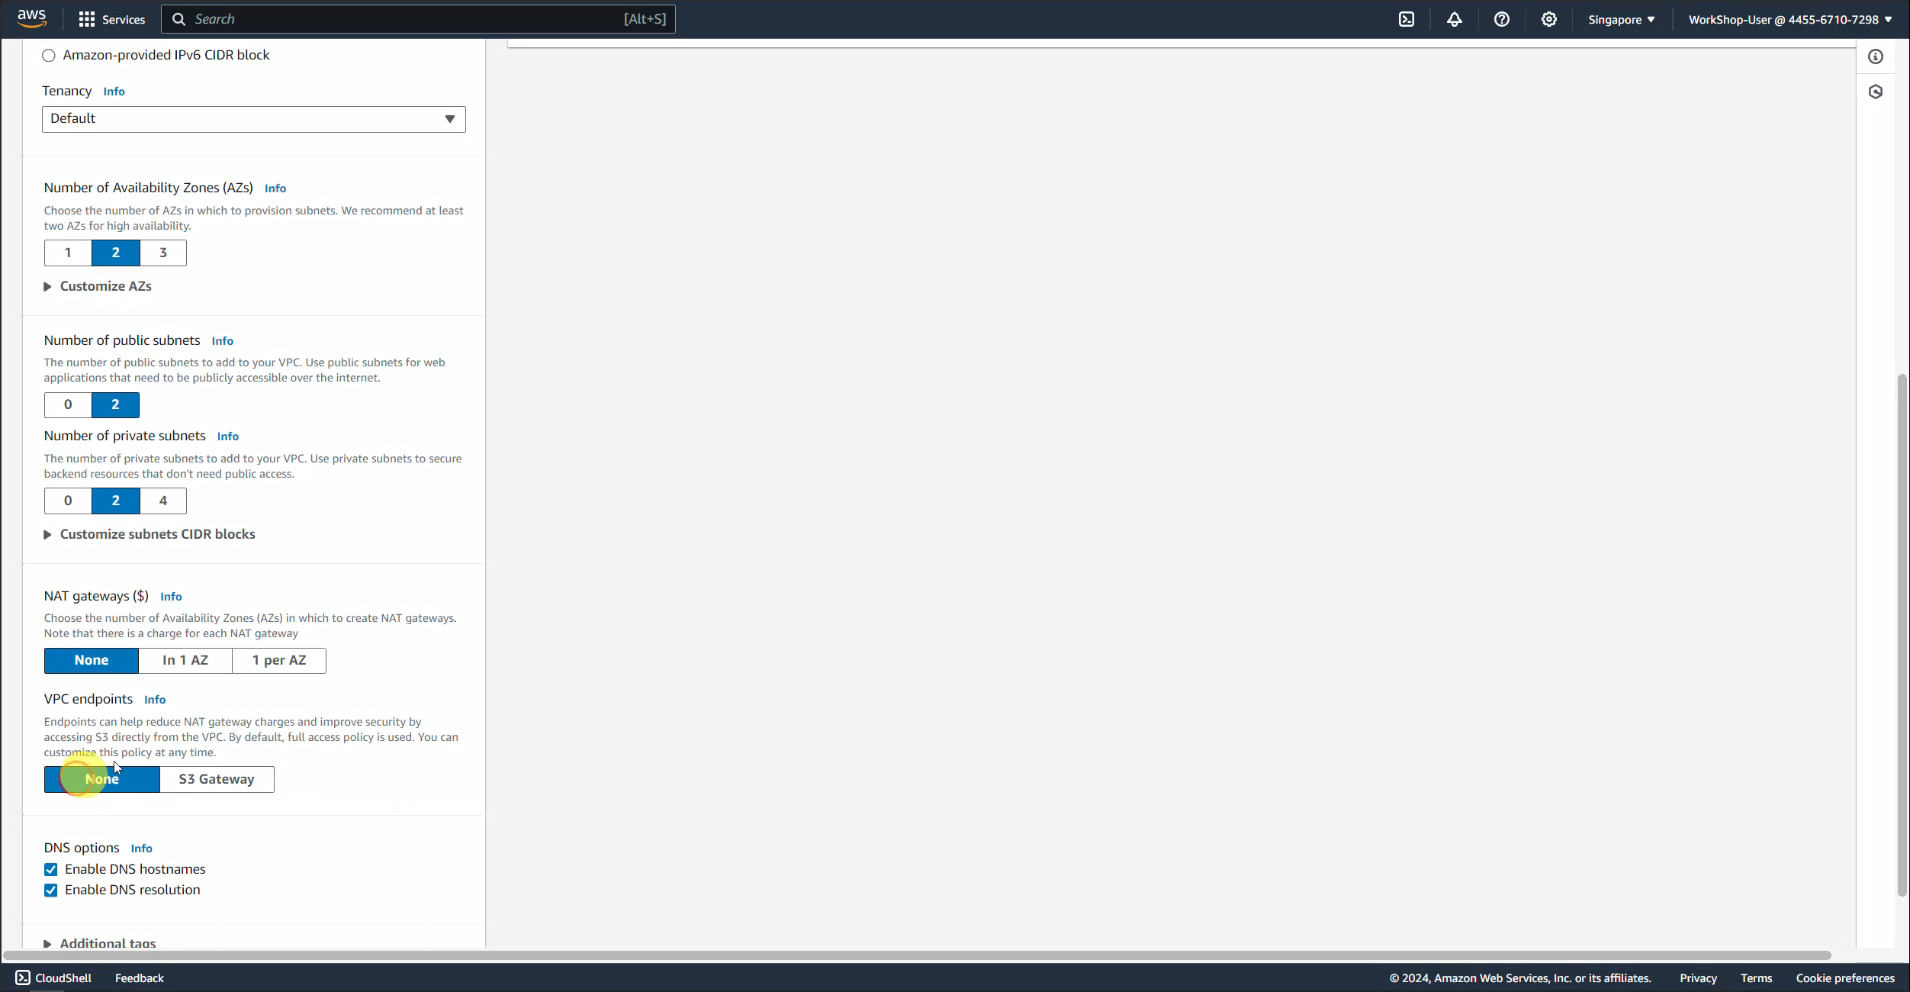 aws
Services
Search [Alt+S]
Singapore
WorkShop-User @ 4455-6710-7298
Amazon-provided IPv6 CIDR block
Tenancy Info
Default
Number of Availability Zones (AZs) Info
Choose the number of AZs in which to provision subnets. We recommend at least
two AZs for high availability.
1 2 3
Customize AZs
Number of public subnets Info
The number of public subnets to add to your VPC. Use public subnets for web
applications that need to be publicly accessible over the internet.
0 2
Number of private subnets Info
The number of private subnets to add to your VPC. Use private subnets to secure
backend resources that don't need public access.
0 2 4
Customize subnets CIDR blocks
NAT gateways ($) Info
Choose the number of Availability Zones (AZs) in which to create NAT gateways.
Note that there is a charge for each NAT gateway
None In 1 AZ 1 per AZ
VPC endpoints Info
Endpoints can help reduce NAT gateway charges and improve security by
accessing S3 directly from the VPC. By default, full access policy is used. You can
customize this policy at any time.
None S3 Gateway
DNS options Info
Enable DNS hostnames
Enable DNS resolution
Additional tags
CloudShell Feedback
© 2024, Amazon Web Services, Inc. or its affiliates. Privacy Terms Cookie preferences